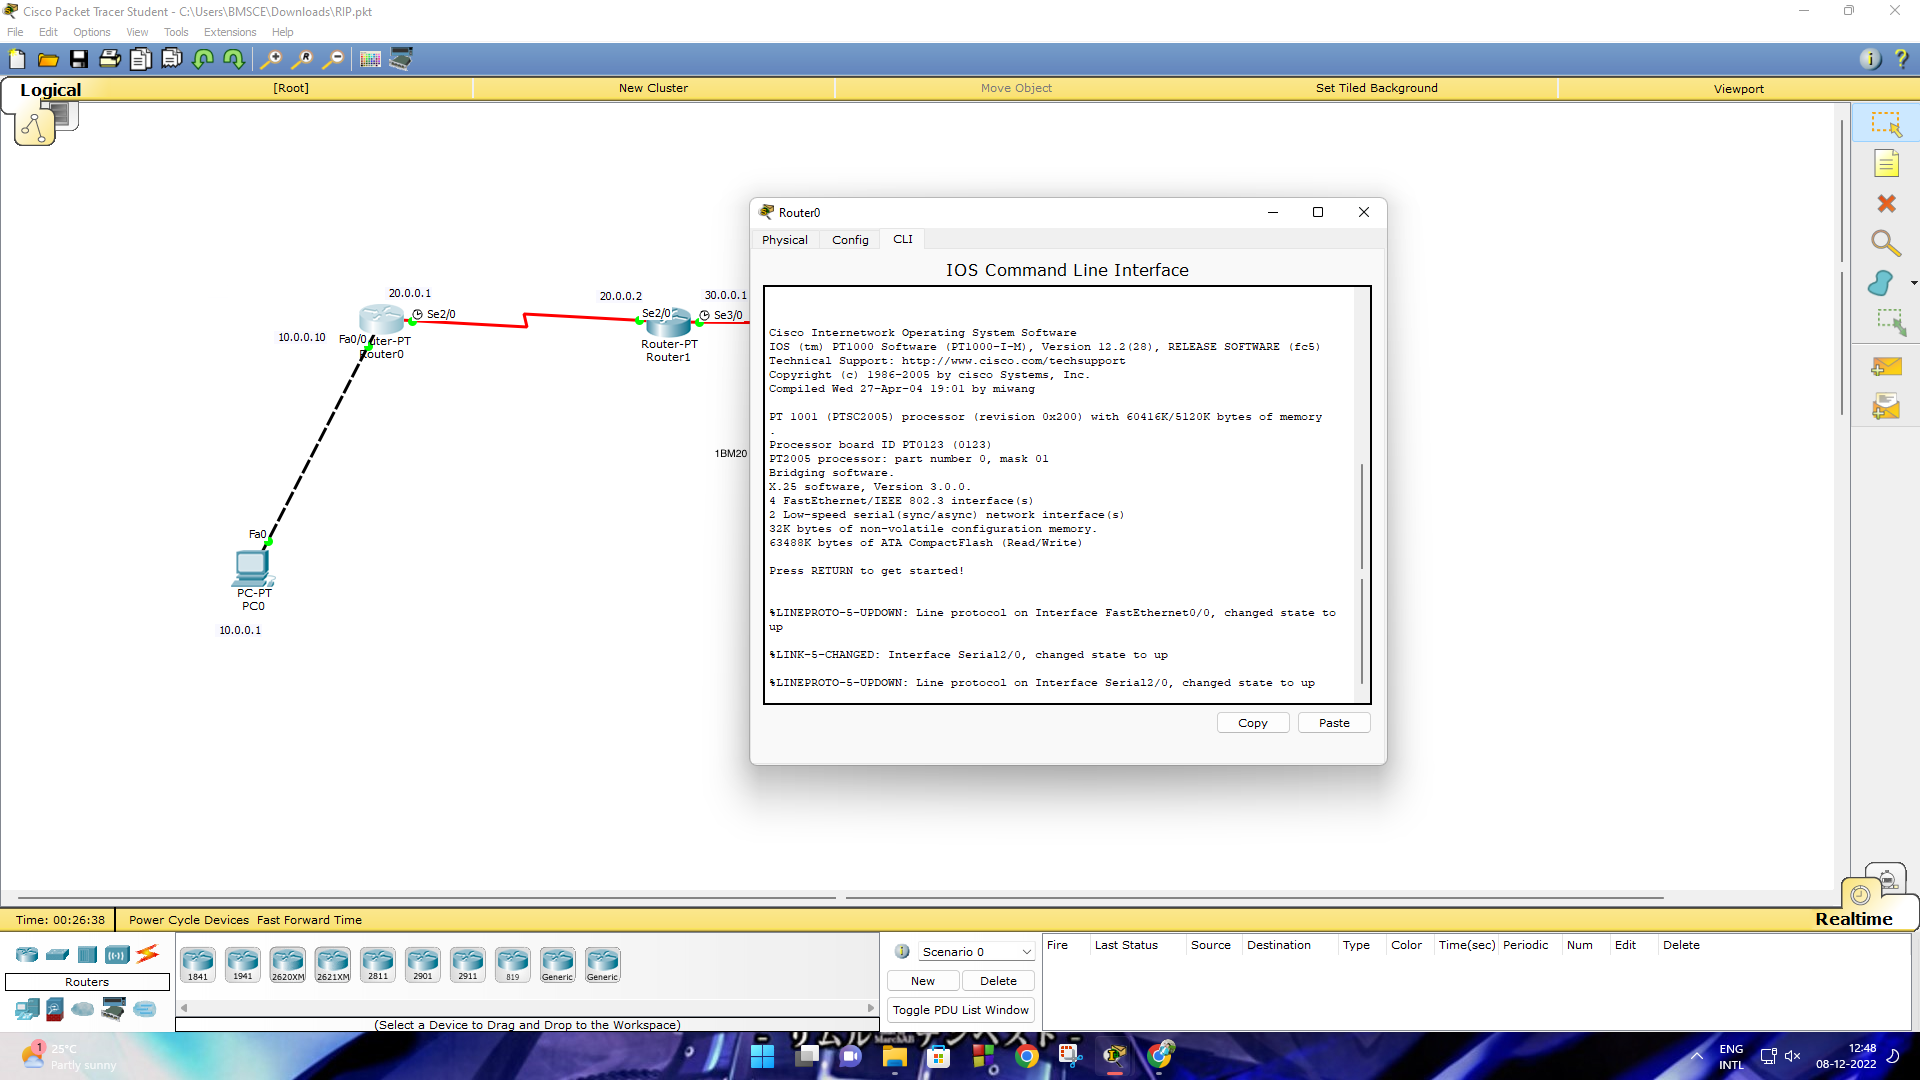 Cisco Packet Tracer Student - C:\Users\BMSCE\Downloads\RIP.pkt
File Edit Options View Tools Extensions Help
Logical [Root] New Cluster Move Object Set Tiled Background Viewport
20.0.0.1
Se2/0
10.0.0.10
Fa0/0
uter-PT
Router0
20.0.0.2
Se2/0
30.0.0.1
Se3/0
Router-PT
Router1
1BM20
Fa0
PC-PT
PC0
10.0.0.1
Router0
Physical Config CLI
IOS Command Line Interface
Cisco Internetwork Operating System Software
IOS (tm) PT1000 Software (PT1000-I-M), Version 12.2(28), RELEASE SOFTWARE (fc5)
Technical Support: http://www.cisco.com/techsupport
Copyright (c) 1986-2005 by cisco Systems, Inc.
Compiled Wed 27-Apr-04 19:01 by miwang
PT 1001 (PTSC2005) processor (revision 0x200) with 60416K/5120K bytes of memory
.
Processor board ID PT0123 (0123)
PT2005 processor: part number 0, mask 01
Bridging software.
X.25 software, Version 3.0.0.
4 FastEthernet/IEEE 802.3 interface(s)
2 Low-speed serial(sync/async) network interface(s)
32K bytes of non-volatile configuration memory.
63488K bytes of ATA CompactFlash (Read/Write)
Press RETURN to get started!
%LINEPROTO-5-UPDOWN: Line protocol on Interface FastEthernet0/0, changed state to
up
%LINK-5-CHANGED: Interface Serial2/0, changed state to up
%LINEPROTO-5-UPDOWN: Line protocol on Interface Serial2/0, changed state to up
Copy Paste
Time: 00:26:38 Power Cycle Devices Fast Forward Time
Realtime
Routers
1841 1941 2620XM 2621XM 2811 2901 2911 819 Generic Generic
(Select a Device to Drag and Drop to the Workspace)
Scenario 0
New Delete
Toggle PDU List Window
Fire Last Status Source Destination Type Color Time(sec) Periodic Num Edit Delete
1
25°C
Partly sunny
ENG
INTL
12:48
08-12-2022